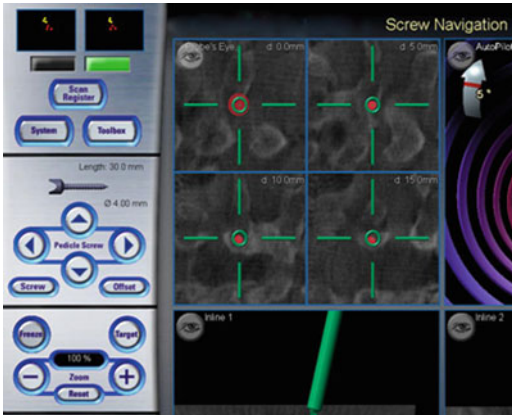 Screw Navigation
Probe's Eye
d: 0.0mm
d: 5.0mm
AutoPilot
5°
Scan
Register
System
Toolbox
Length: 30.0 mm
Ø 4.00 mm
d: 10.0mm
d: 15.0mm
Pedicle Screw
Screw
Offset
Inline 1
Inline 2
Freeze
Target
100 %
Zoom
Reset